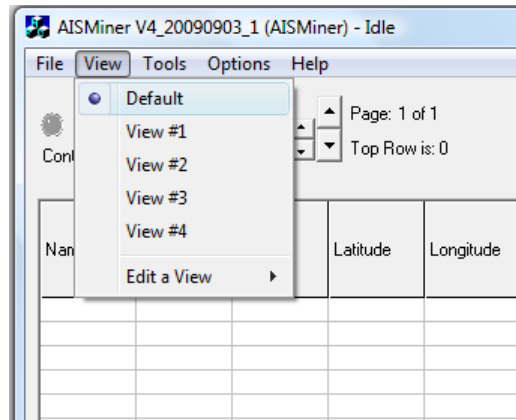 AISMiner V4_20090903_1 (AISMiner) - Idle
File View Tools Options Help
Default
View #1
View #2
View #3
View #4
Edit a View
Page: 1 of 1
Top Row is: 0
Latitude
Longitude